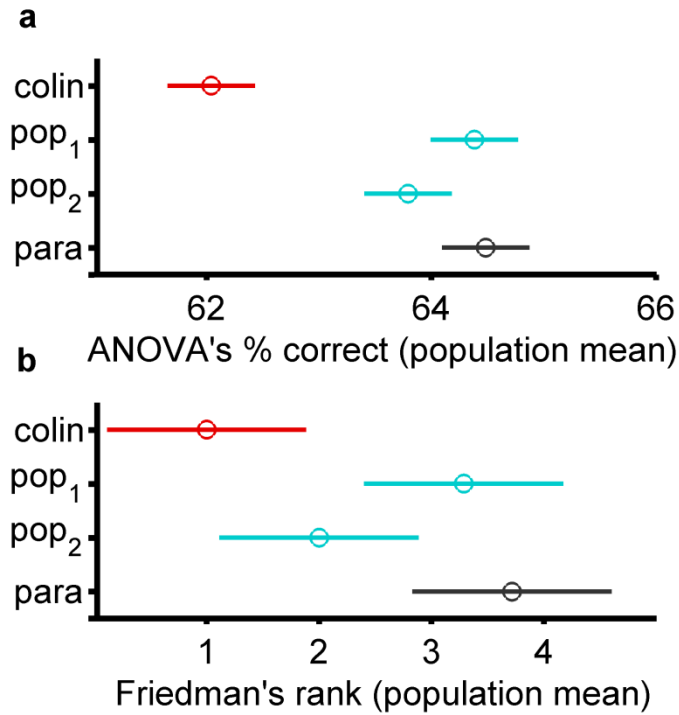 a
colin
pop₁
pop₂
para
62 64 66
ANOVA's % correct (population mean)
b
colin
pop₁
pop₂
para
1 2 3 4
Friedman's rank (population mean)